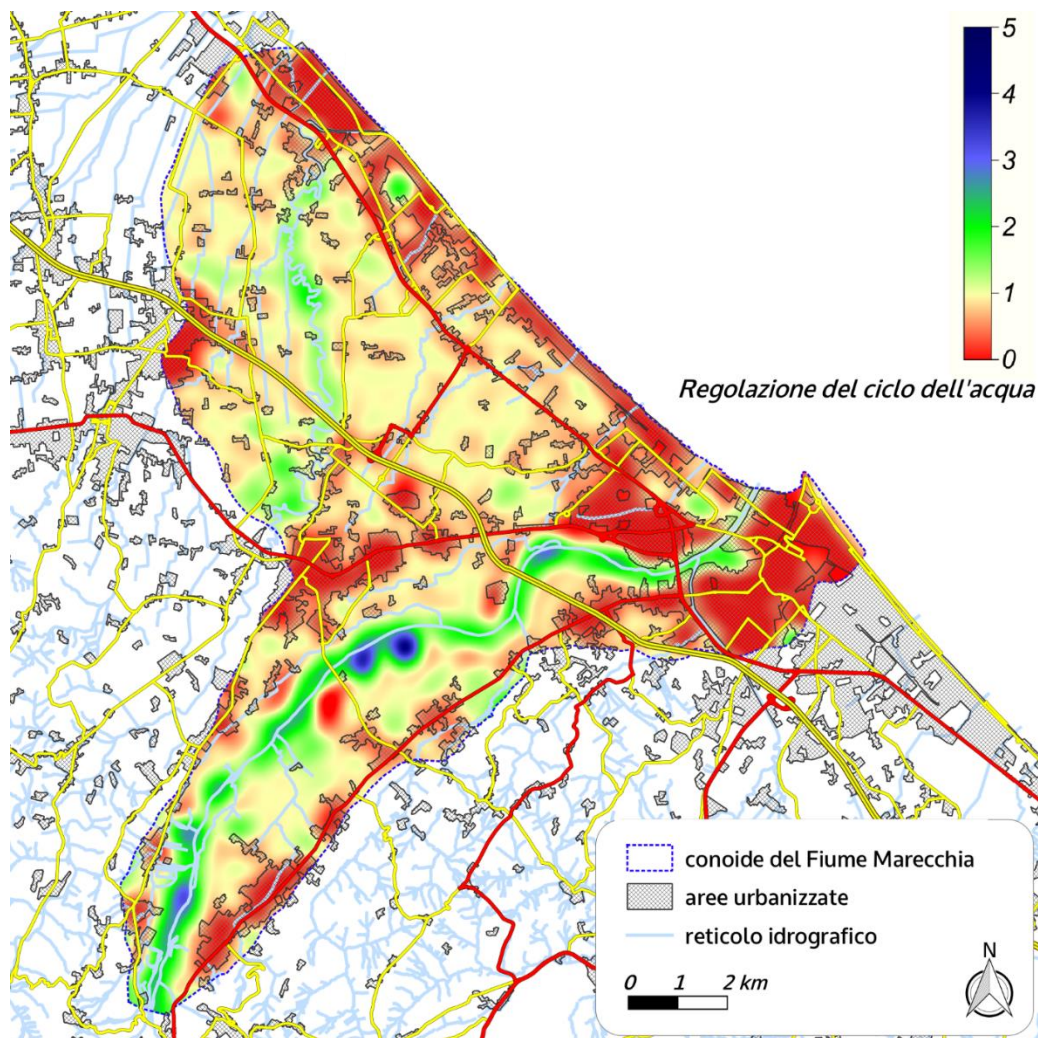 5
4
3
2
1
0
Regolazione del ciclo dell'acqua
conoide del Fiume Marecchia
aree urbanizzate
reticolo idrografico
0 1 2 km
N